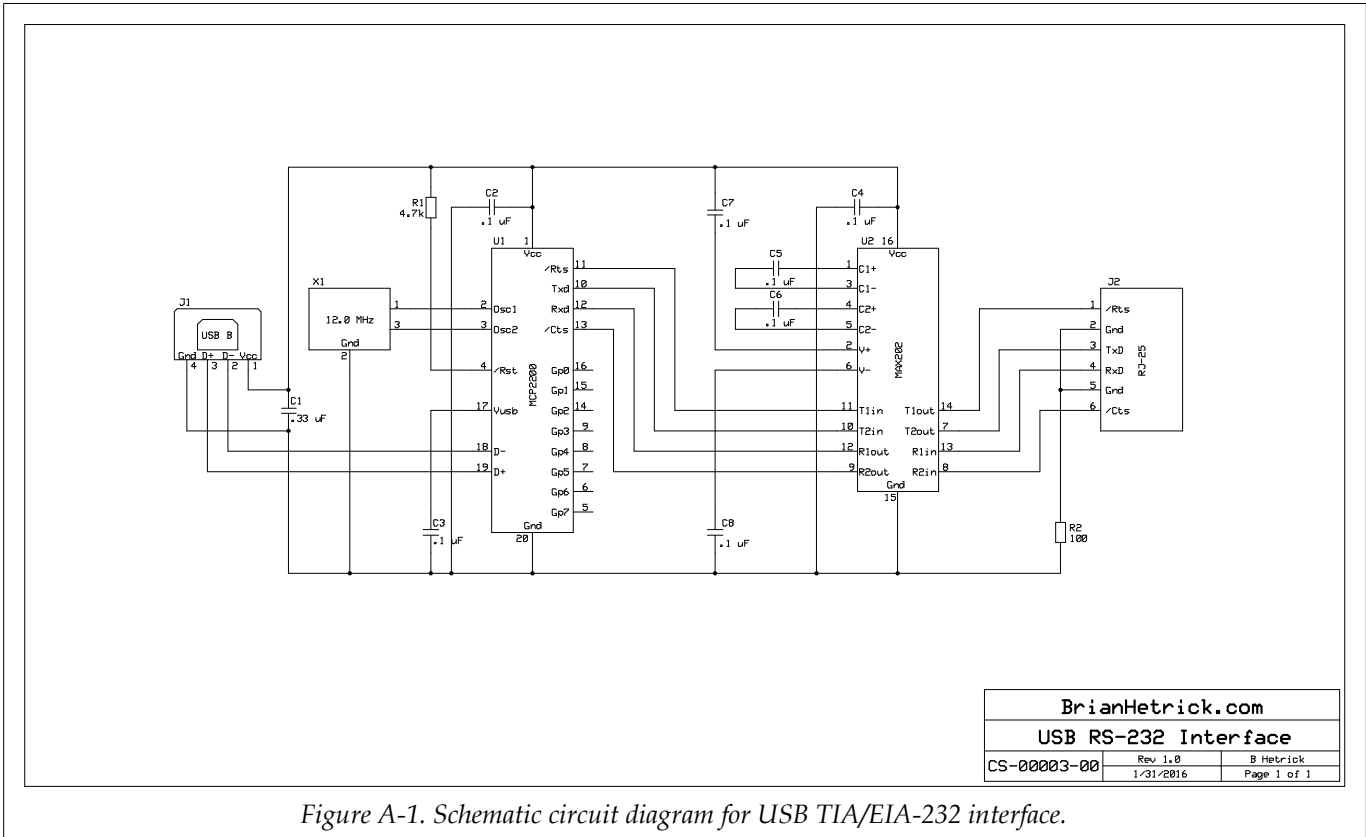 C2
.1 uF
C4
.1 uF
R1
4.7k
C7
.1 uF
U1
1
Vcc
U2
16
Vcc
X1
12.0 MHz
Gnd
1
3
2
J1
USB B
Gnd D+ D- Vcc
4 3 2 1
C1
.33 uF
2
Osc1
3
Osc2
4
/Rst
17
Vusb
18
D-
19
D+
MCP2200
/Rts
11
Txd
10
Rxd
12
/Cts
13
Gp0
16
Gp1
15
Gp2
14
Gp3
9
Gp4
8
Gp5
7
Gp6
6
Gp7
5
Gnd
20
C3
.1 uF
C5
.1 uF
C6
.1 uF
C8
.1 uF
1
C1+
3
C1-
4
C2+
5
C2-
2
V+
6
V-
MAX202
11
T1in
T1out
14
10
T2in
T2out
7
12
R1out
R1in
13
9
R2out
R2in
8
Gnd
15
J2
1
/Rts
2
Gnd
3
TxD
4
RxD
5
Gnd
6
/Cts
RJ-25
R2
100
BrianHetrick.com
USB RS-232 Interface
CS-00003-00
Rev 1.0
B Hetrick
1/31/2016
Page 1 of 1
Figure A-1. Schematic circuit diagram for USB TIA/EIA-232 interface.